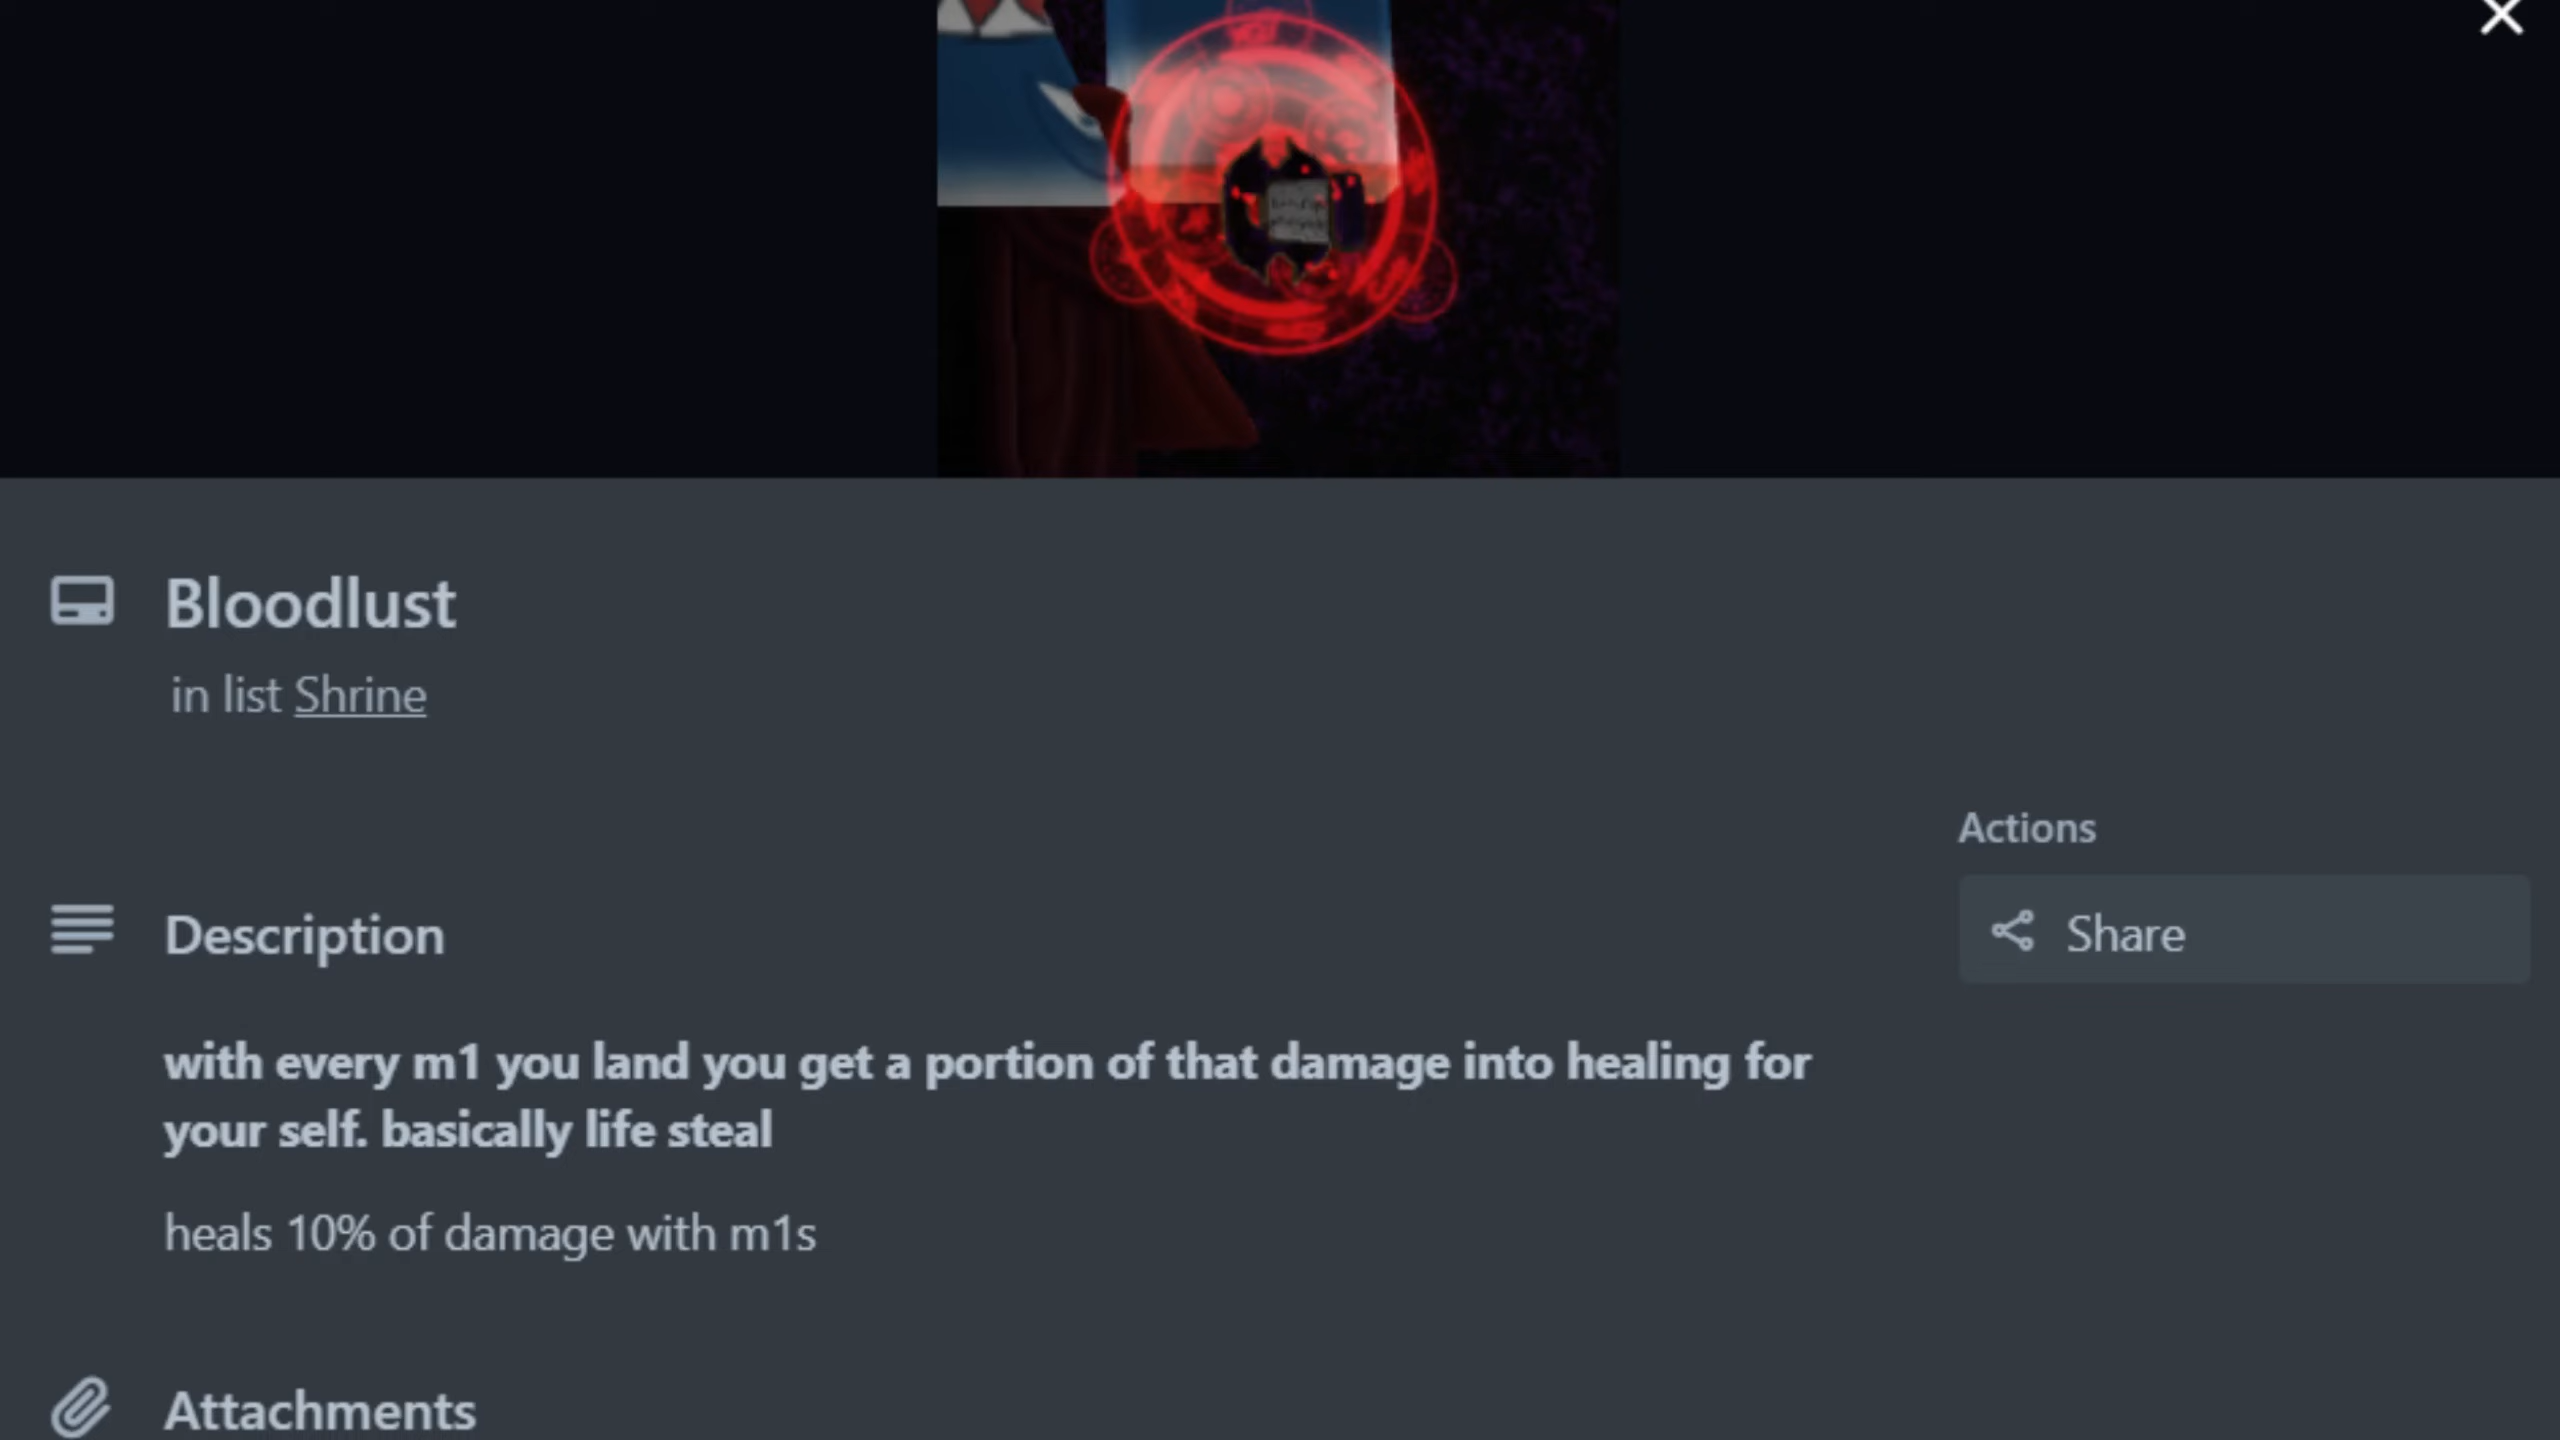 Bloodlust
in list Shrine
Actions
Share
Description
with every m1 you land you get a portion of that damage into healing for
your self. basically life steal
heals 10% of damage with m1s
Attachments